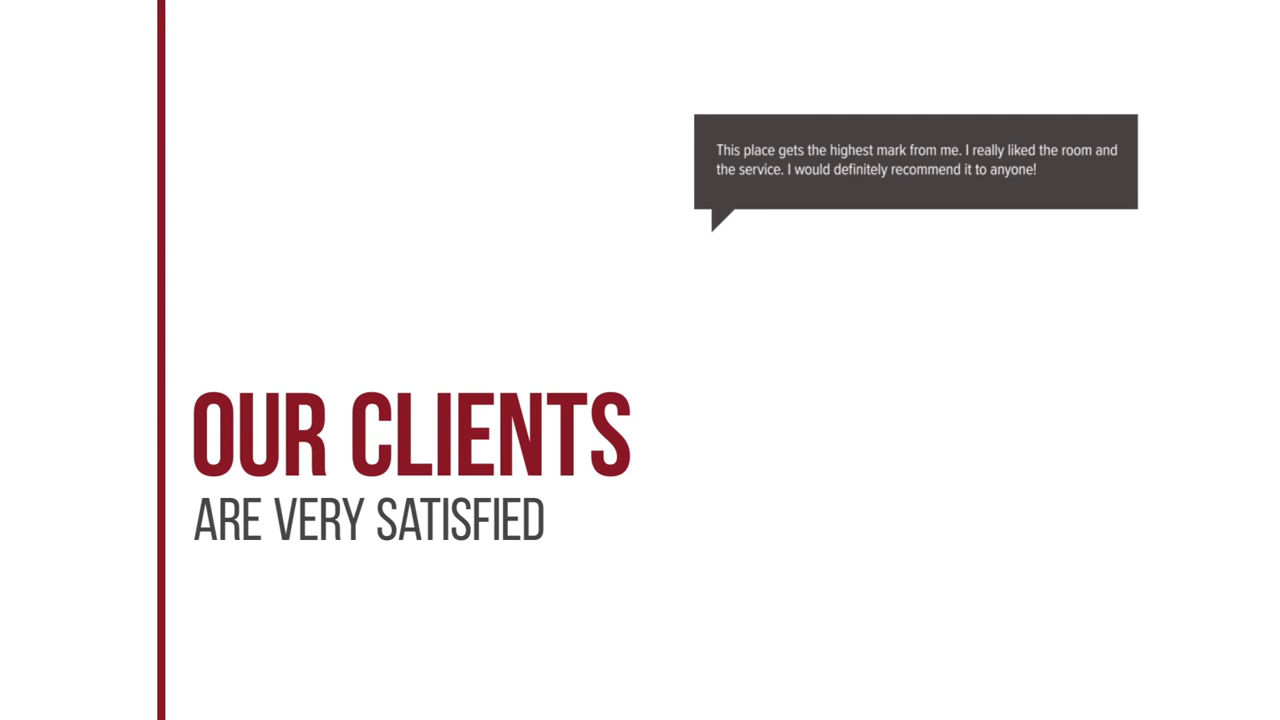 This place gets the highest mark from me. I really liked the room and
the service. I would definitely recommend it to anyone!
OUR CLIENTS
ARE VERY SATISFIED